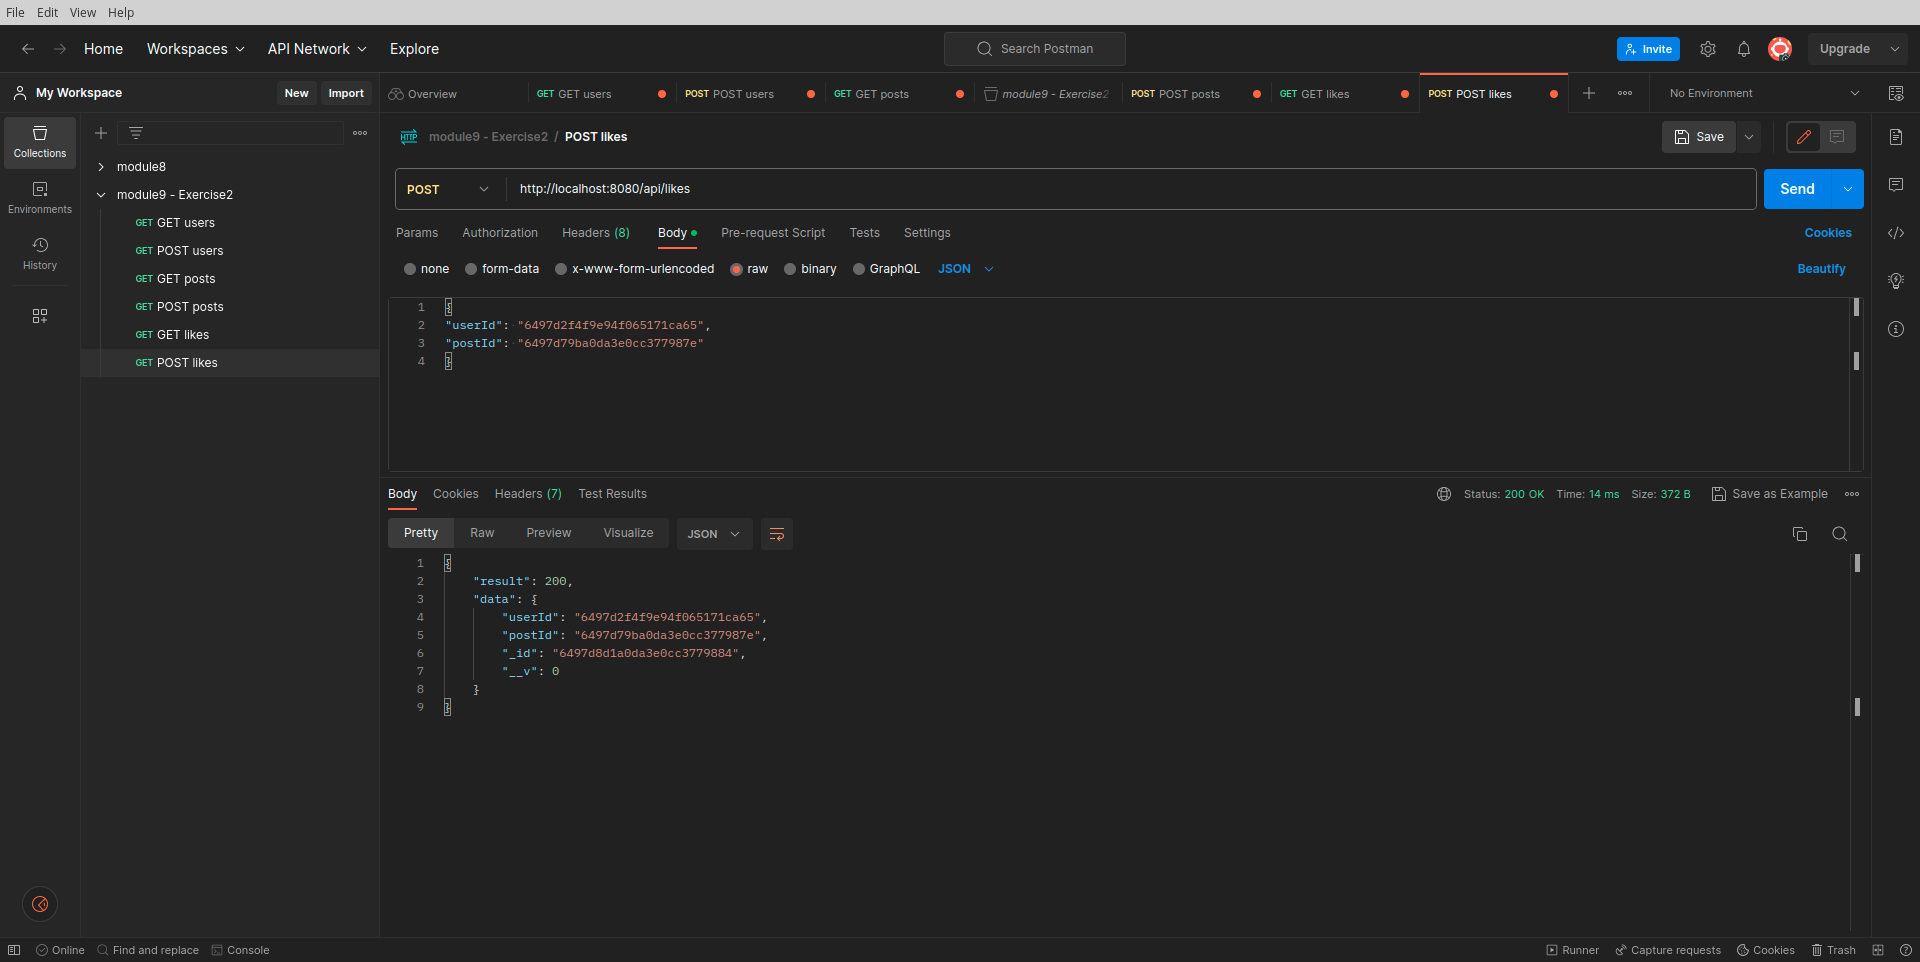 File Edit View Help
Home Workspaces API Network Explore Search Postman Invite Upgrade
My Workspace New Import
Overview GET GET users POST POST users GET GET posts module9 - Exercise2 POST POST posts GET GET likes POST POST likes No Environment
Collections
Environments
History
module8
module9 - Exercise2
GET GET users
GET POST users
GET GET posts
GET POST posts
GET GET likes
GET POST likes
HTTP module9 - Exercise2 / POST likes Save
POST http://localhost:8080/api/likes Send
Params Authorization Headers (8) Body Pre-request Script Tests Settings Cookies
none form-data x-www-form-urlencoded raw binary GraphQL JSON Beautify
1 {
2 "userId": "6497d2f4f9e94f065171ca65",
3 "postId": "6497d79ba0da3e0cc377987e"
4 }
Body Cookies Headers (7) Test Results Status: 200 OK Time: 14 ms Size: 372 B Save as Example
Pretty Raw Preview Visualize JSON
1 {
2 "result": 200,
3 "data": {
4 "userId": "6497d2f4f9e94f065171ca65",
5 "postId": "6497d79ba0da3e0cc377987e",
6 "_id": "6497d8d1a0da3e0cc3779884",
7 "__v": 0
8 }
9 }
Online Find and replace Console Runner Capture requests Cookies Trash